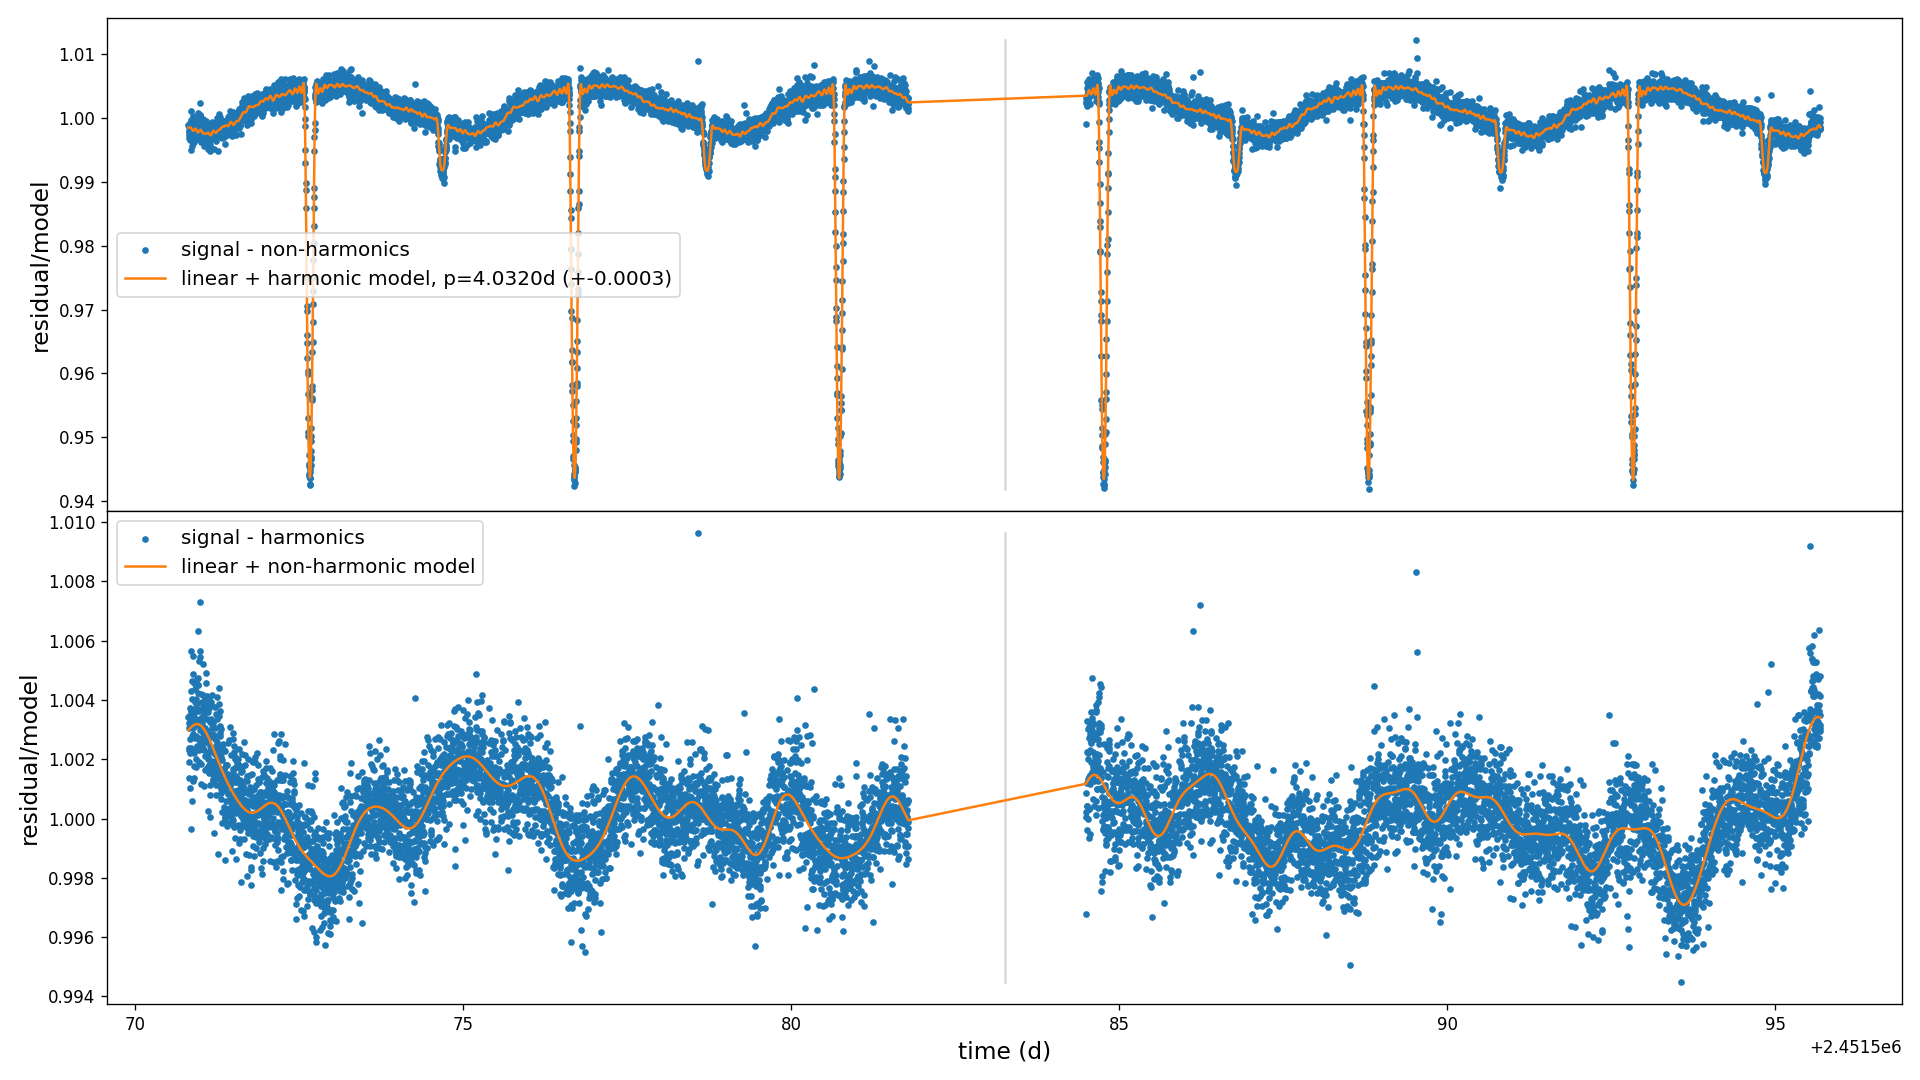 1.01
1.00
0.99
0.98
0.97
0.96
0.95
0.94
residual/model
signal - non-harmonics
linear + harmonic model, p=4.0320d (+-0.0003)
1.010
1.008
1.006
1.004
1.002
1.000
0.998
0.996
0.994
residual/model
signal - harmonics
linear + non-harmonic model
70
75
80
85
90
95
time (d)
+2.4515e6